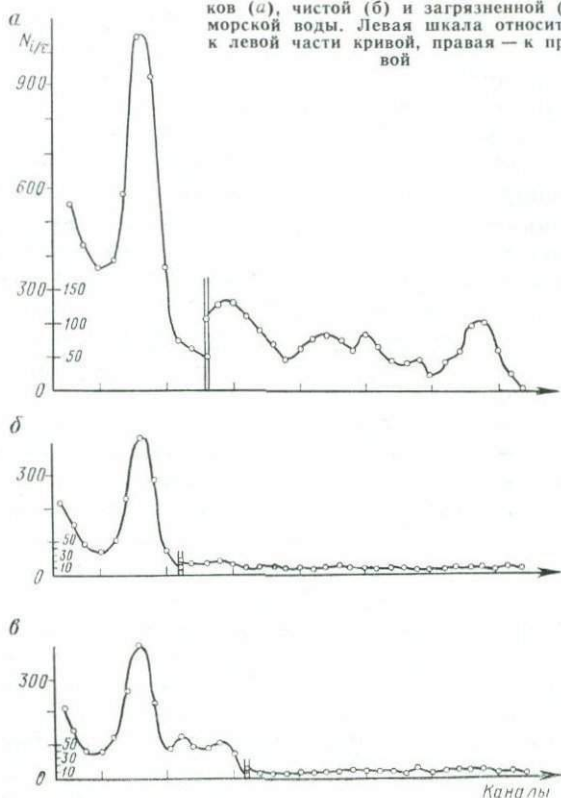 ков (а), чистой (б) и загрязненной (
морской воды. Левая шкала относит
к левой части кривой, правая — к пр
вой
а
N i/c
900
600
300
150
100
50
0
б
300
50
30
10
0
в
300
50
30
10
0
Каналы